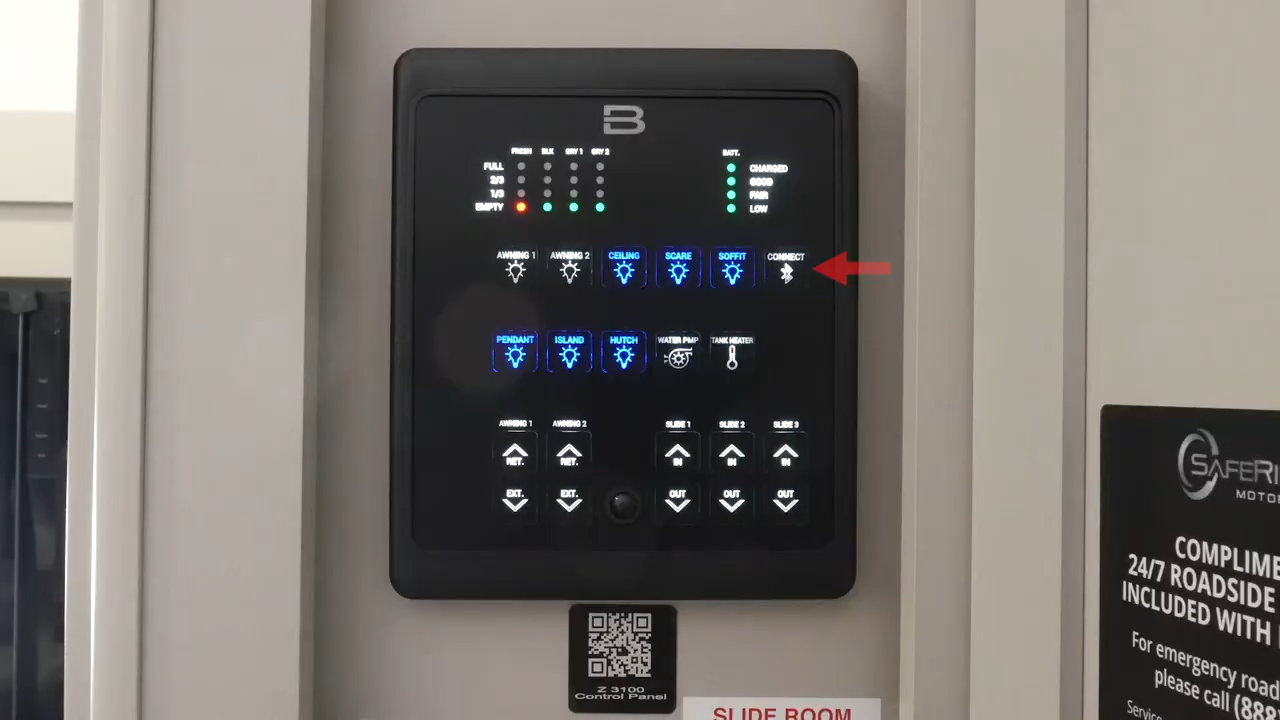 B
FRESH BLK GRY 1 GRY 2
FULL
2/3
1/3
EMPTY
BATT.
CHARGED
GOOD
FAIR
LOW
AWNING 1 AWNING 2 CEILING SCARE SOFFIT CONNECT
PENDANT ISLAND HUTCH WATER PMP TANK HEATER
AWNING 1 AWNING 2 SLIDE 1 SLIDE 2 SLIDE 3
RET. RET. IN IN IN
EXT. EXT. OUT OUT OUT
Z 3100
Control Panel
SLIDE ROOM
SAFERI
MOTO
COMPLIME
24/7 ROADSIDE
INCLUDED WITH
For emergency road
please call (888
Service